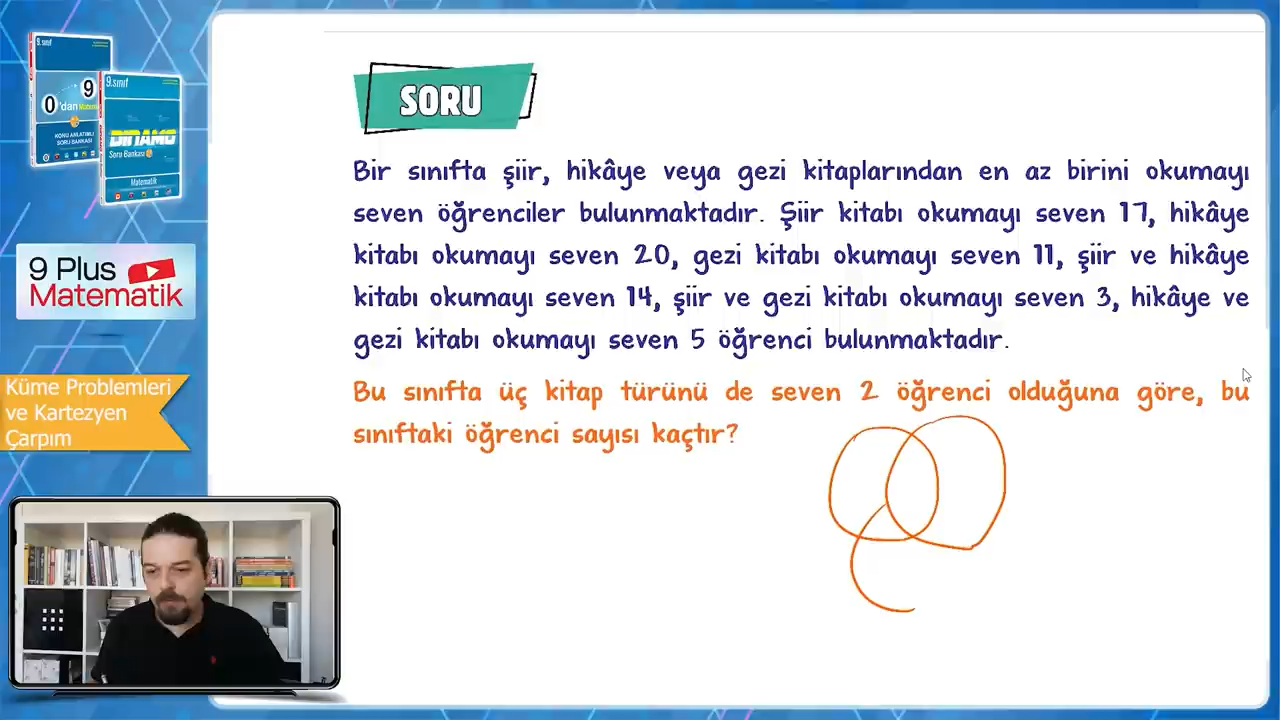 9.sınıf
0'dan 9
KONU ANLATIMLI
SORU BANKASI
9.sınıf
DİNAMO
Soru Bankası
Matematik
9 Plus
Matematik
Küme Problemleri
ve Kartezyen
Çarpım
SORU
Bir sınıfta şiir, hikâye veya gezi kitaplarından en az birini okumayı
seven öğrenciler bulunmaktadır. Şiir kitabı okumayı seven 17, hikâye
kitabı okumayı seven 20, gezi kitabı okumayı seven 11, şiir ve hikâye
kitabı okumayı seven 14, şiir ve gezi kitabı okumayı seven 3, hikâye ve
gezi kitabı okumayı seven 5 öğrenci bulunmaktadır.
Bu sınıfta üç kitap türünü de seven 2 öğrenci olduğuna göre, bu
sınıftaki öğrenci sayısı kaçtır?